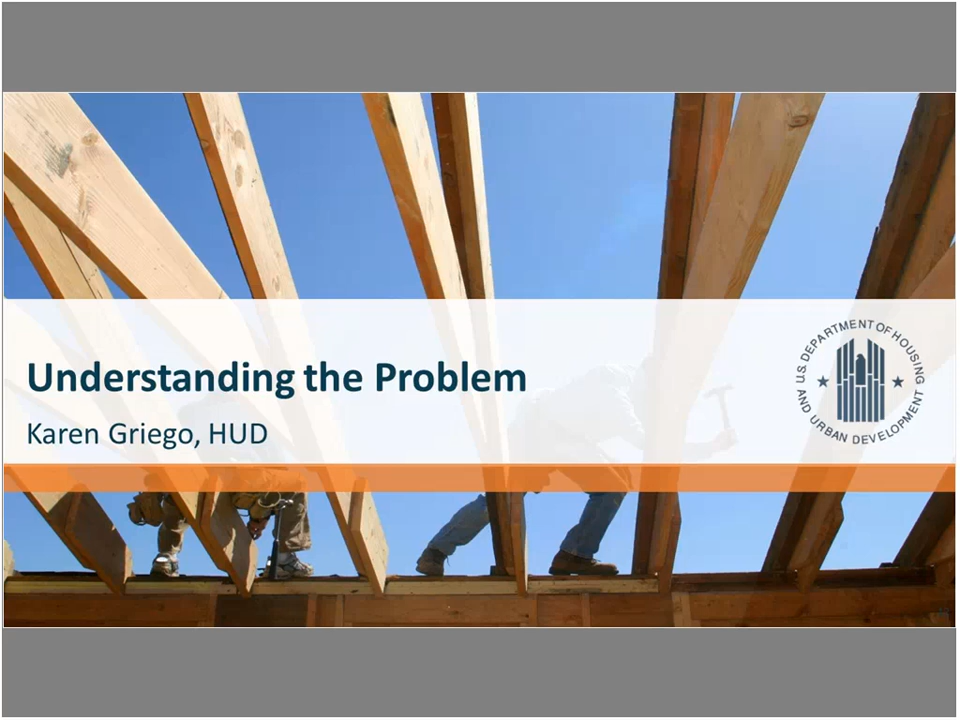 Understanding the Problem
Karen Griego, HUD
U.S. DEPARTMENT OF HOUSING
AND URBAN DEVELOPMENT